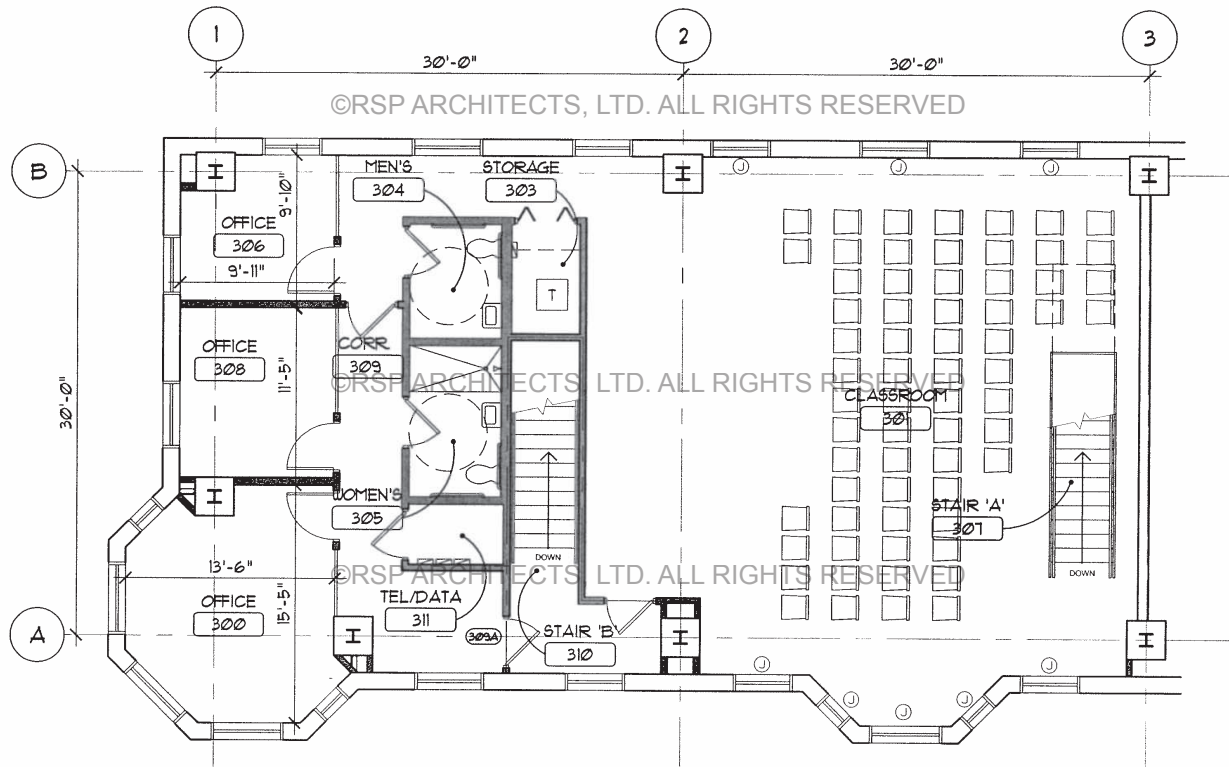 1
2
3
30'-0"
30'-0"
©RSP ARCHITECTS, LTD. ALL RIGHTS RESERVED
B
MEN'S
304
STORAGE
303
J
J
J
9'-10"
OFFICE
306
9'-11"
T
OFFICE
308
CORR.
309
11'-5"
30'-0"
©RSP ARCHITECTS, LTD. ALL RIGHTS RESERVED
CLASSROOM
301
WOMEN'S
305
STAIR 'A'
307
DOWN
DOWN
13'-6"
©RSP ARCHITECTS, LTD. ALL RIGHTS RESERVED
OFFICE
300
15'-5"
TEL/DATA
311
309A
STAIR 'B'
310
A
J
J
J
J
J